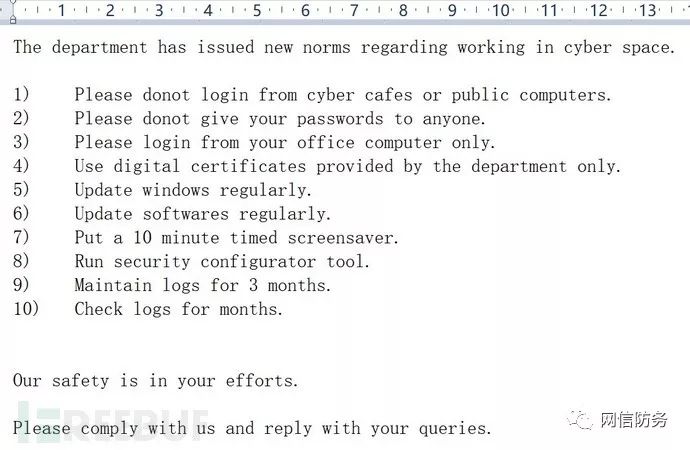 1 2 3 4 5 6 7 8 9 10 11 12 13
The department has issued new norms regarding working in cyber space.
1) Please donot login from cyber cafes or public computers.
2) Please donot give your passwords to anyone.
3) Please login from your office computer only.
4) Use digital certificates provided by the department only.
5) Update windows regularly.
6) Update softwares regularly.
7) Put a 10 minute timed screensaver.
8) Run security configurator tool.
9) Maintain logs for 3 months.
10) Check logs for months.
Our safety is in your efforts.
REEBUF
网信防务
Please comply with us and reply with your queries.